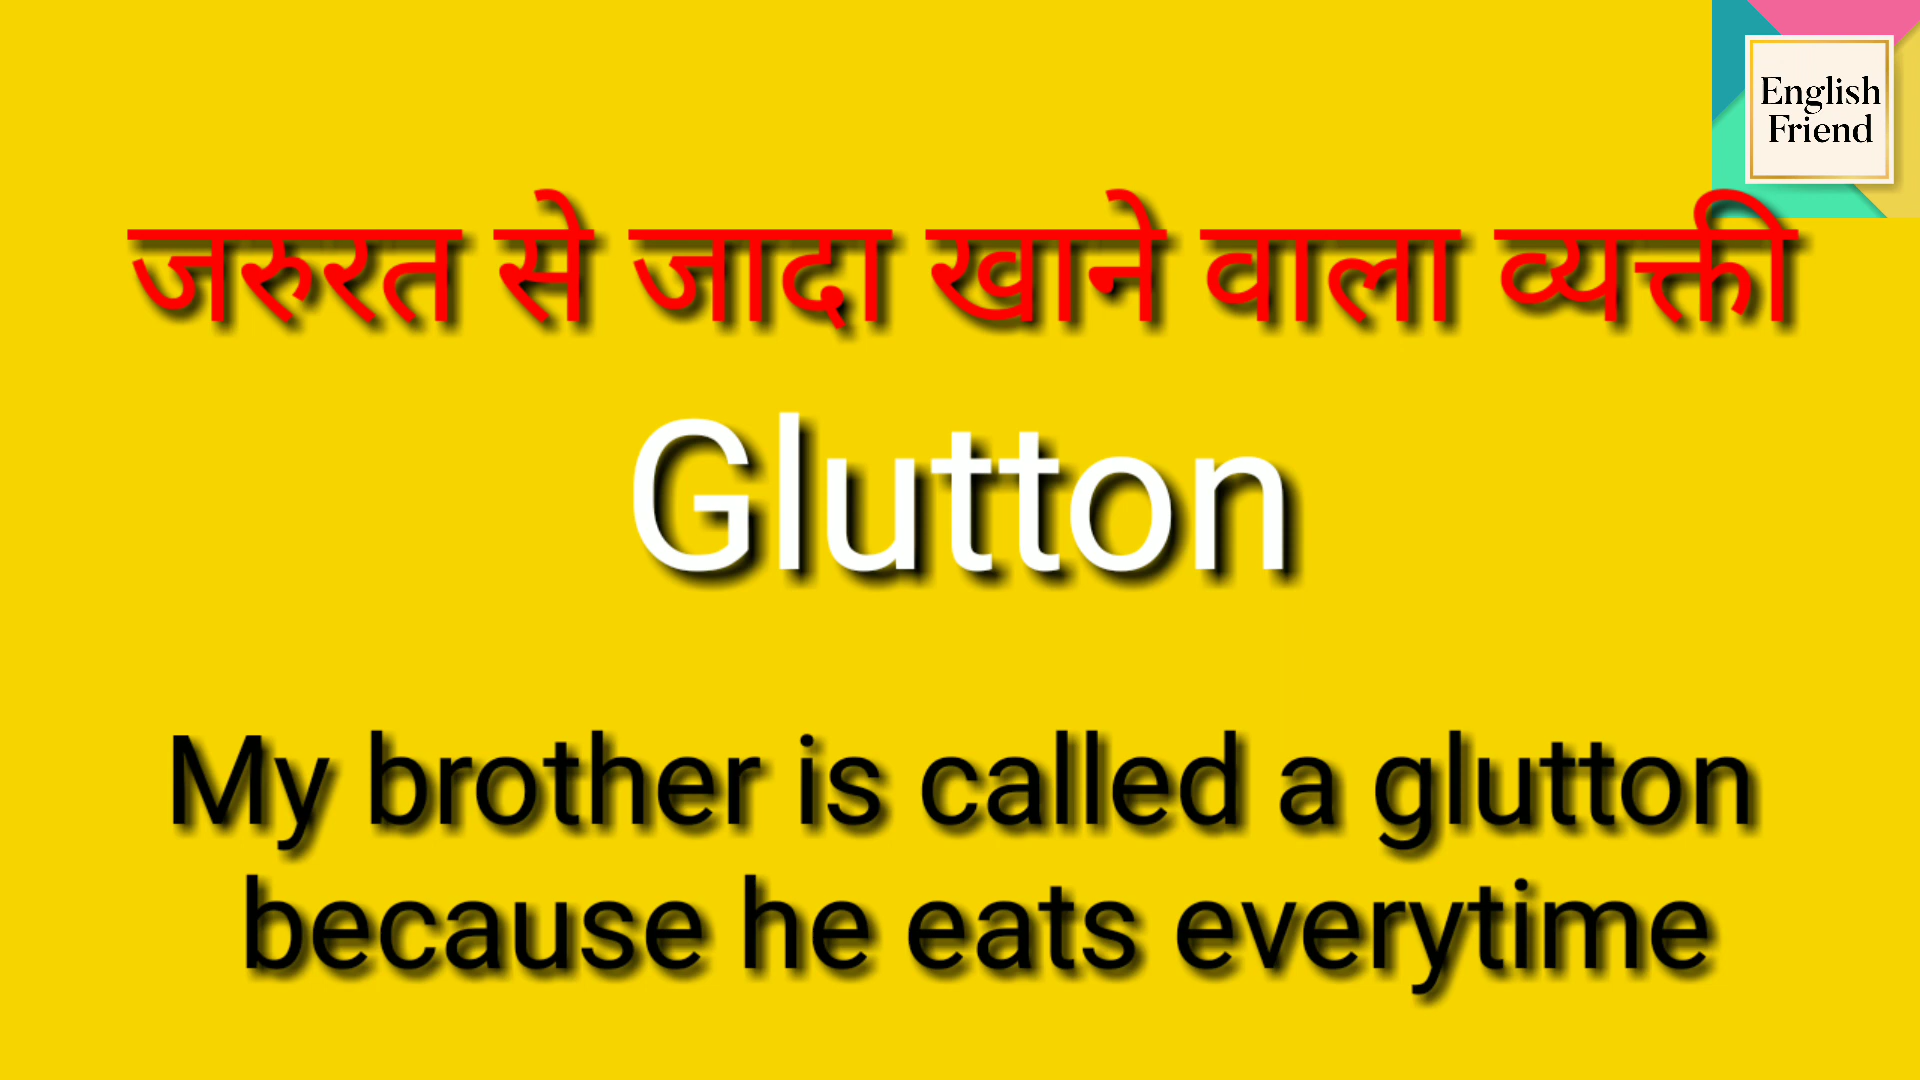 English
Friend
जरुरत से जादा खाने वाला व्यक्ती
Glutton
My brother is called a glutton
because he eats everytime